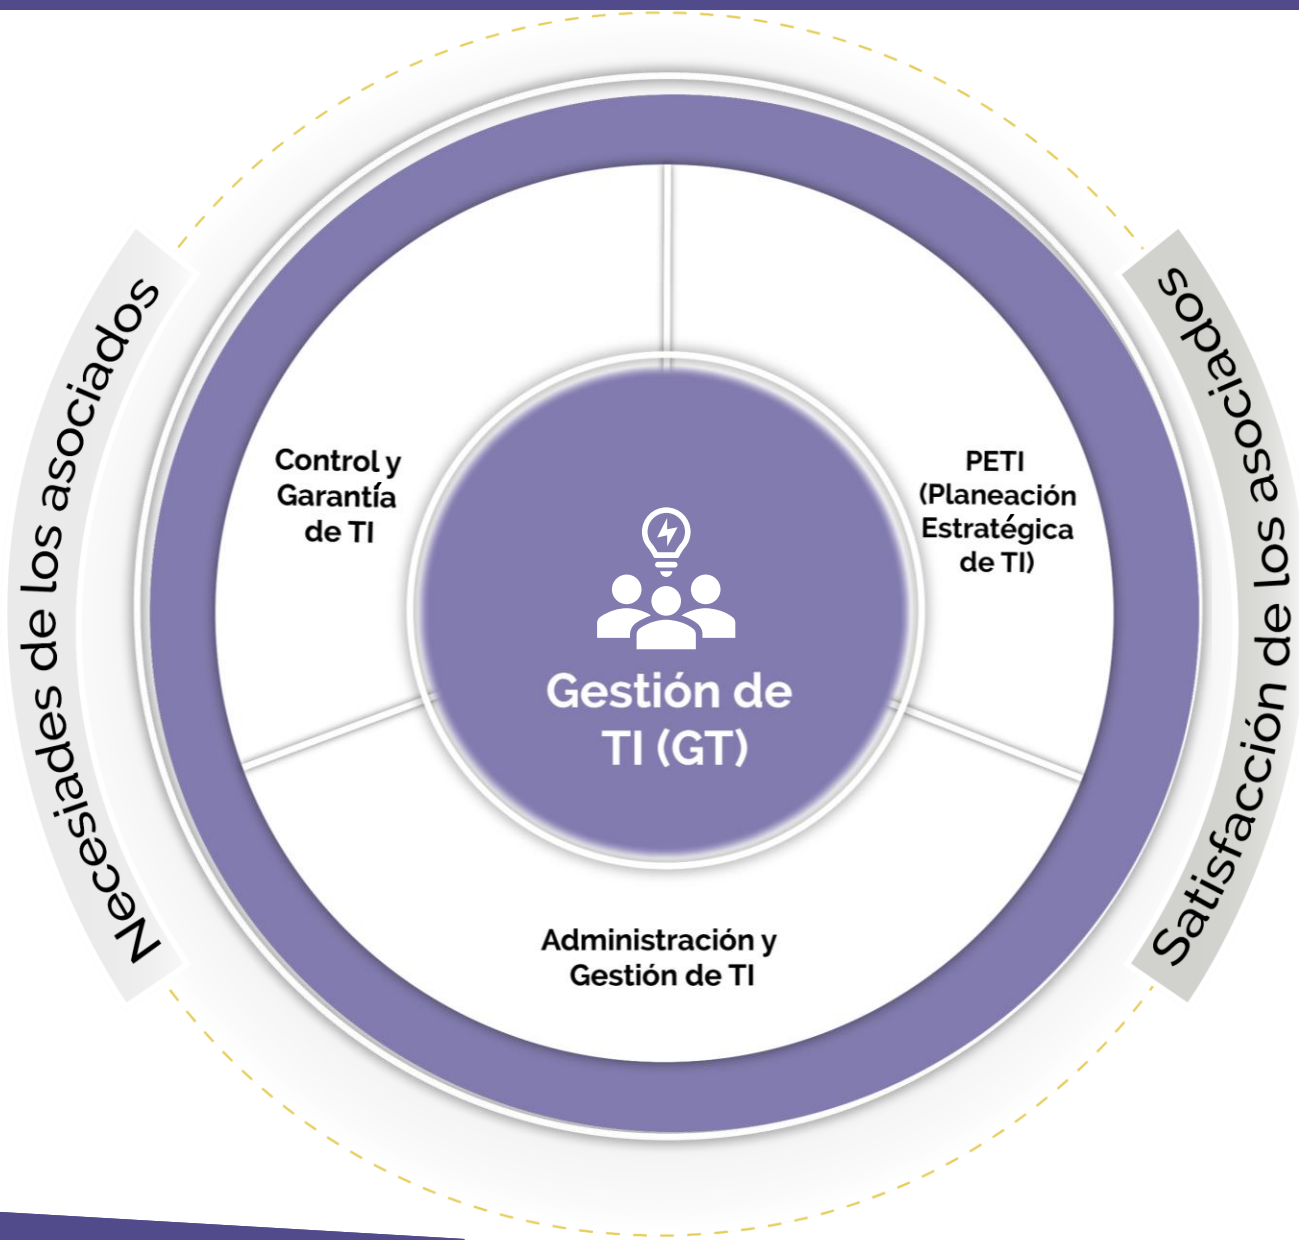 Neccesiades de los asociados
Control y
Garantía
de TI
PETI
(Planeación
Estratégica
de TI)
Gestión de
TI (GT)
Administración y
Gestión de TI
Satisfacción de los asociados